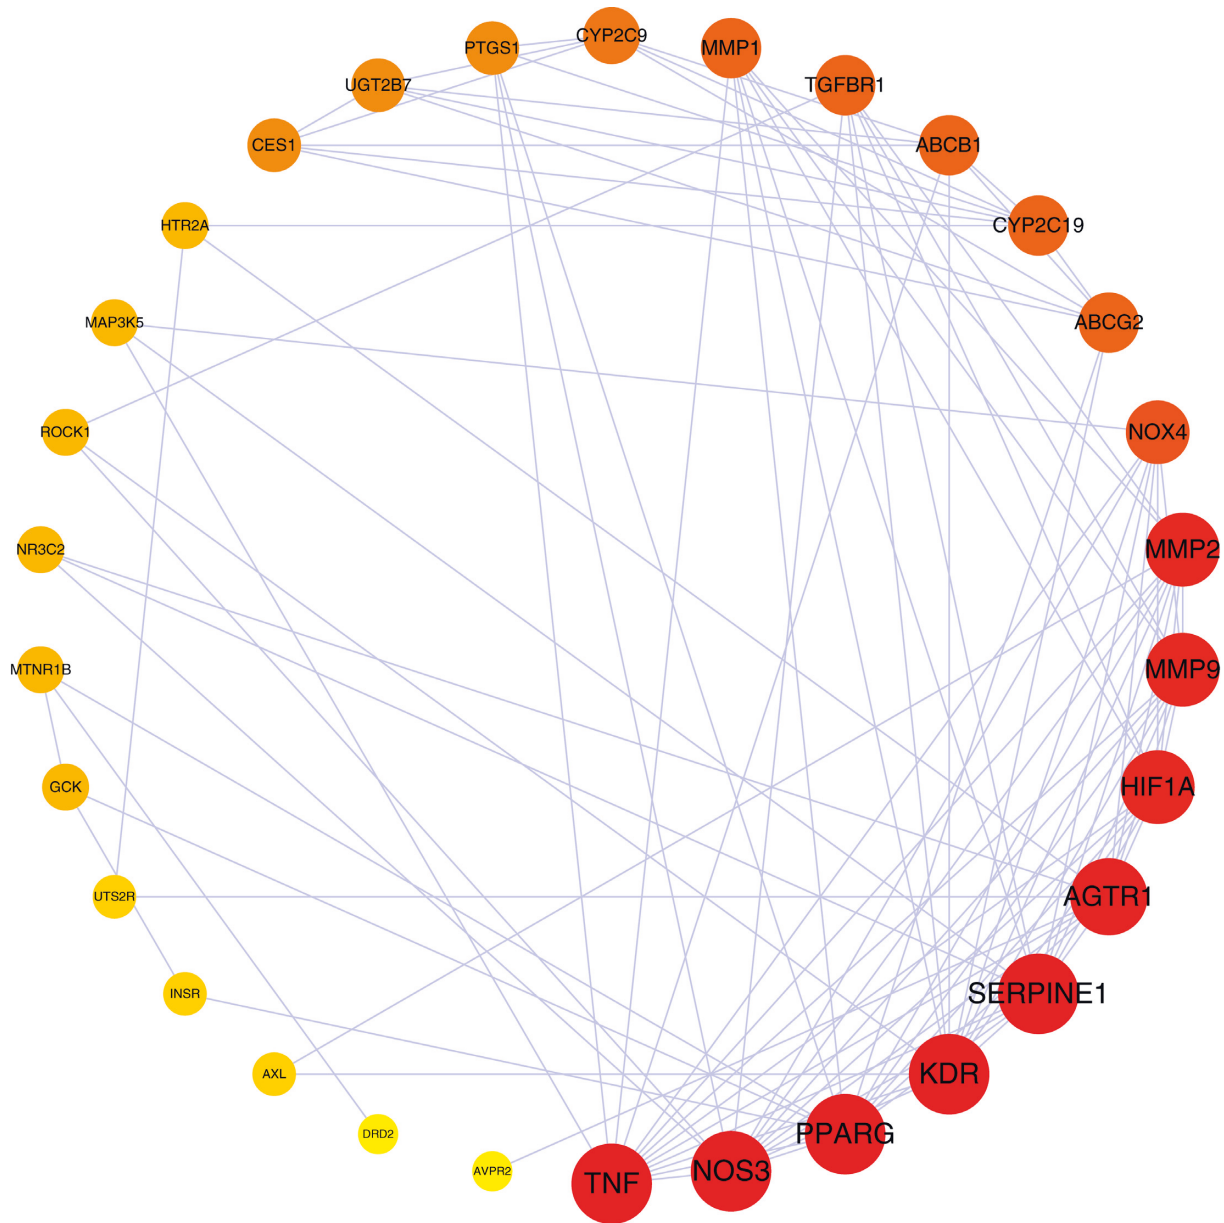 CYP2C9
PTGS1
MMP1
UGT2B7
TGFBR1
CES1
ABCB1
HTR2A
CYP2C19
MAP3K5
ABCG2
ROCK1
NOX4
NR3C2
MMP2
MTNR1B
MMP9
GCK
HIF1A
UTS2R
AGTR1
INSR
SERPINE1
AXL
KDR
DRD2
PPARG
AVPR2
NOS3
TNF